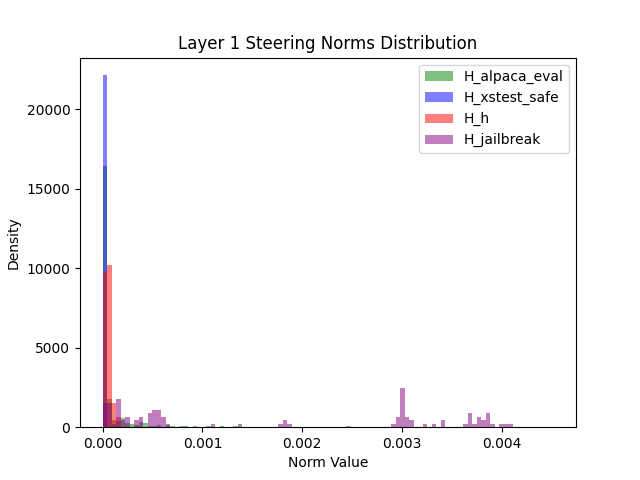 Layer 1 Steering Norms Distribution
H_alpaca_eval
H_xstest_safe
H_h
H_jailbreak
20000
15000
10000
5000
0
Density
0.000 0.001 0.002 0.003 0.004
Norm Value